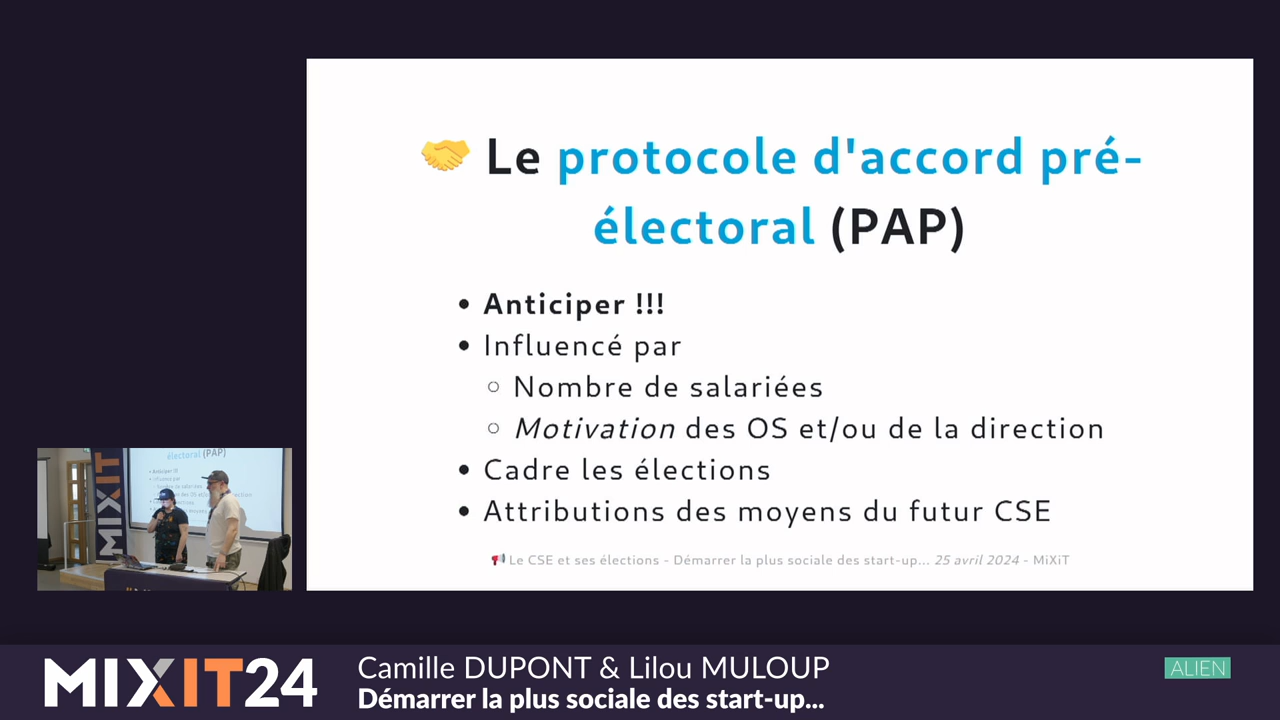 Le protocole d'accord pré-
électoral (PAP)
Anticiper !!!
Influencé par
Nombre de salariées
Motivation des OS et/ou de la direction
Cadre les élections
Attributions des moyens du futur CSE
Le CSE et ses élections - Démarrer la plus sociale des start-up... 25 avril 2024 - MiXiT
MIXIT
électoral (PAP)
MIXIT24
Camille DUPONT & Lilou MULOUP
Démarrer la plus sociale des start-up...
ALIEN